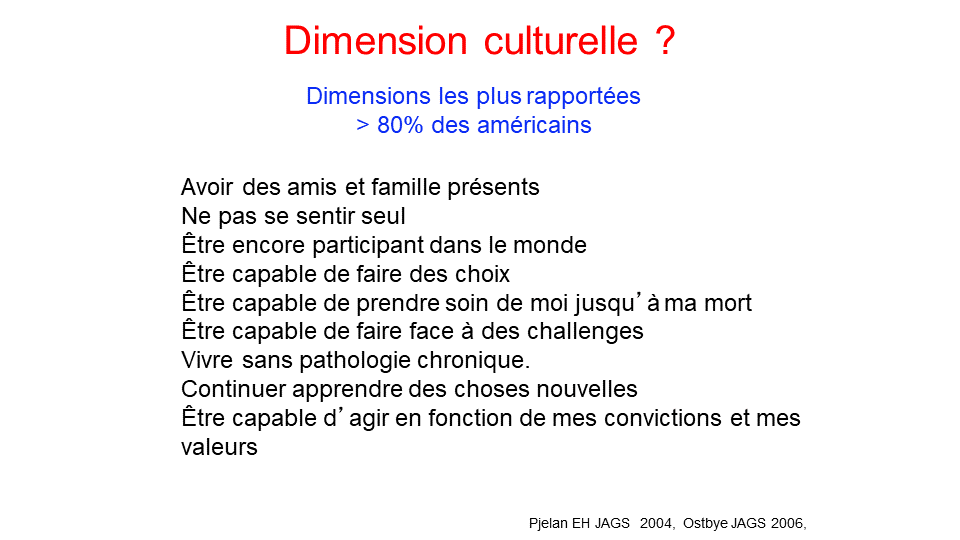 Dimension culturelle ?
Dimensions les plus rapportées
> 80% des américains
Avoir des amis et famille présents
Ne pas se sentir seul
Être encore participant dans le monde
Être capable de faire des choix
Être capable de prendre soin de moi jusqu’à ma mort
Être capable de faire face à des challenges
Vivre sans pathologie chronique.
Continuer apprendre des choses nouvelles
Être capable d’agir en fonction de mes convictions et mes
valeurs
Pjelan EH JAGS 2004, Ostbye JAGS 2006,